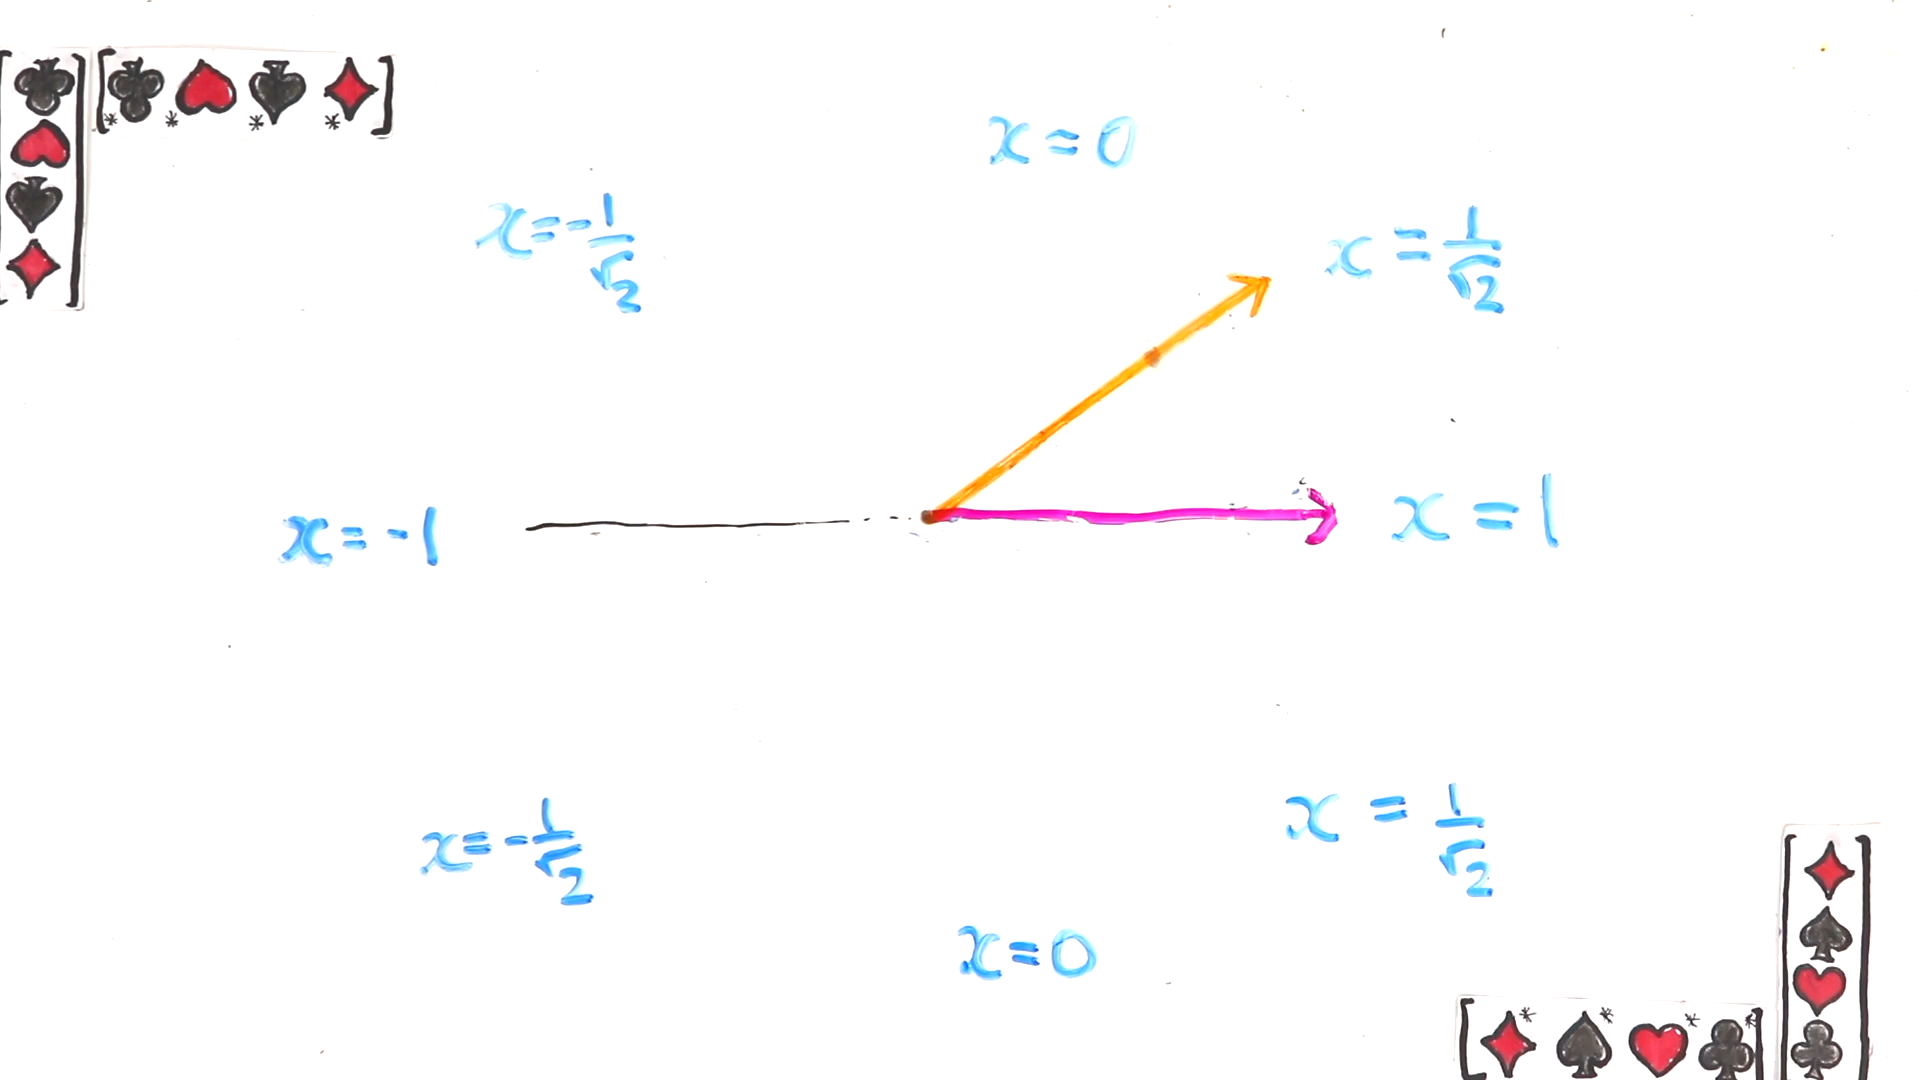 x = 0
x = -1/√2
x = 1/√2
x = -1
x = 1
x = -1/√2
x = 1/√2
x = 0